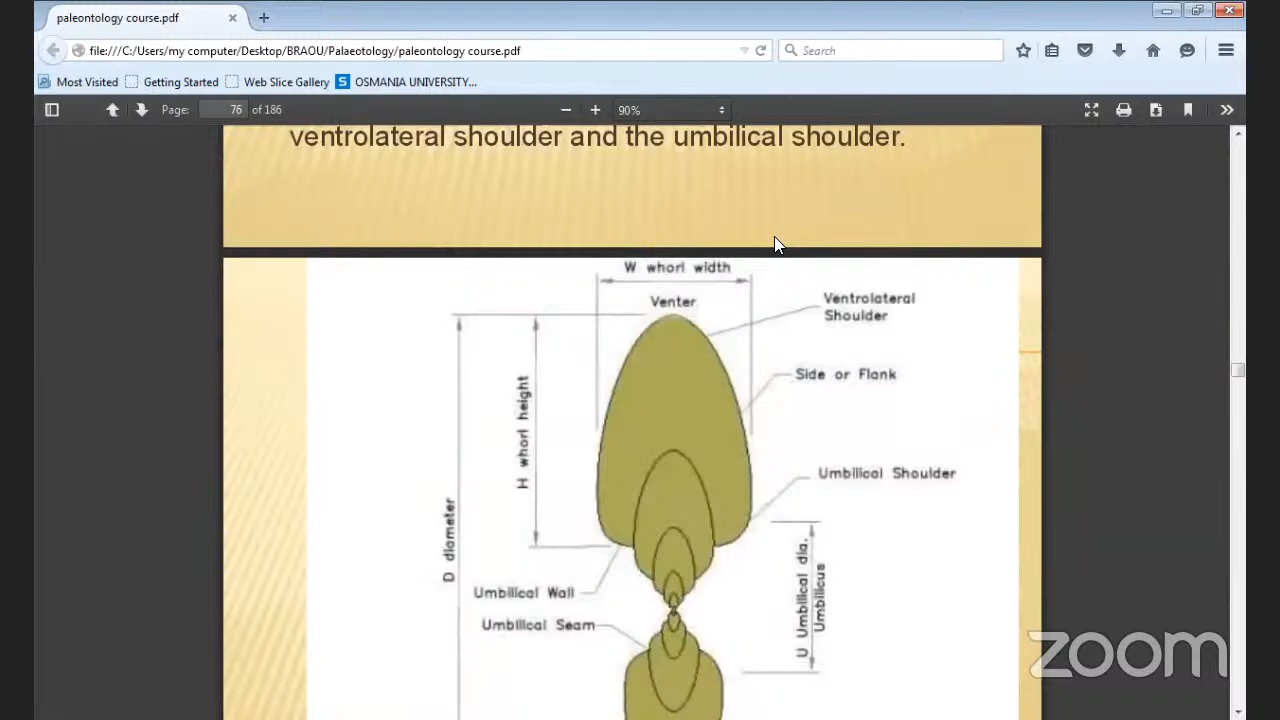 paleontology course.pdf
file:///C:/Users/my computer/Desktop/BRAOU/Palaeotology/paleontology course.pdf
Search
Most Visited Getting Started Web Slice Gallery S OSMANIA UNIVERSITY...
Page: 76 of 186
90%
ventrolateral shoulder and the umbilical shoulder.
W whorl width
Venter
Ventrolateral
Shoulder
Side or Flank
H whorl height
Umbilical Shoulder
D diameter
U Umbilical dia.
Umbilicus
Umbilical Wall
Umbilical Seam
zoom